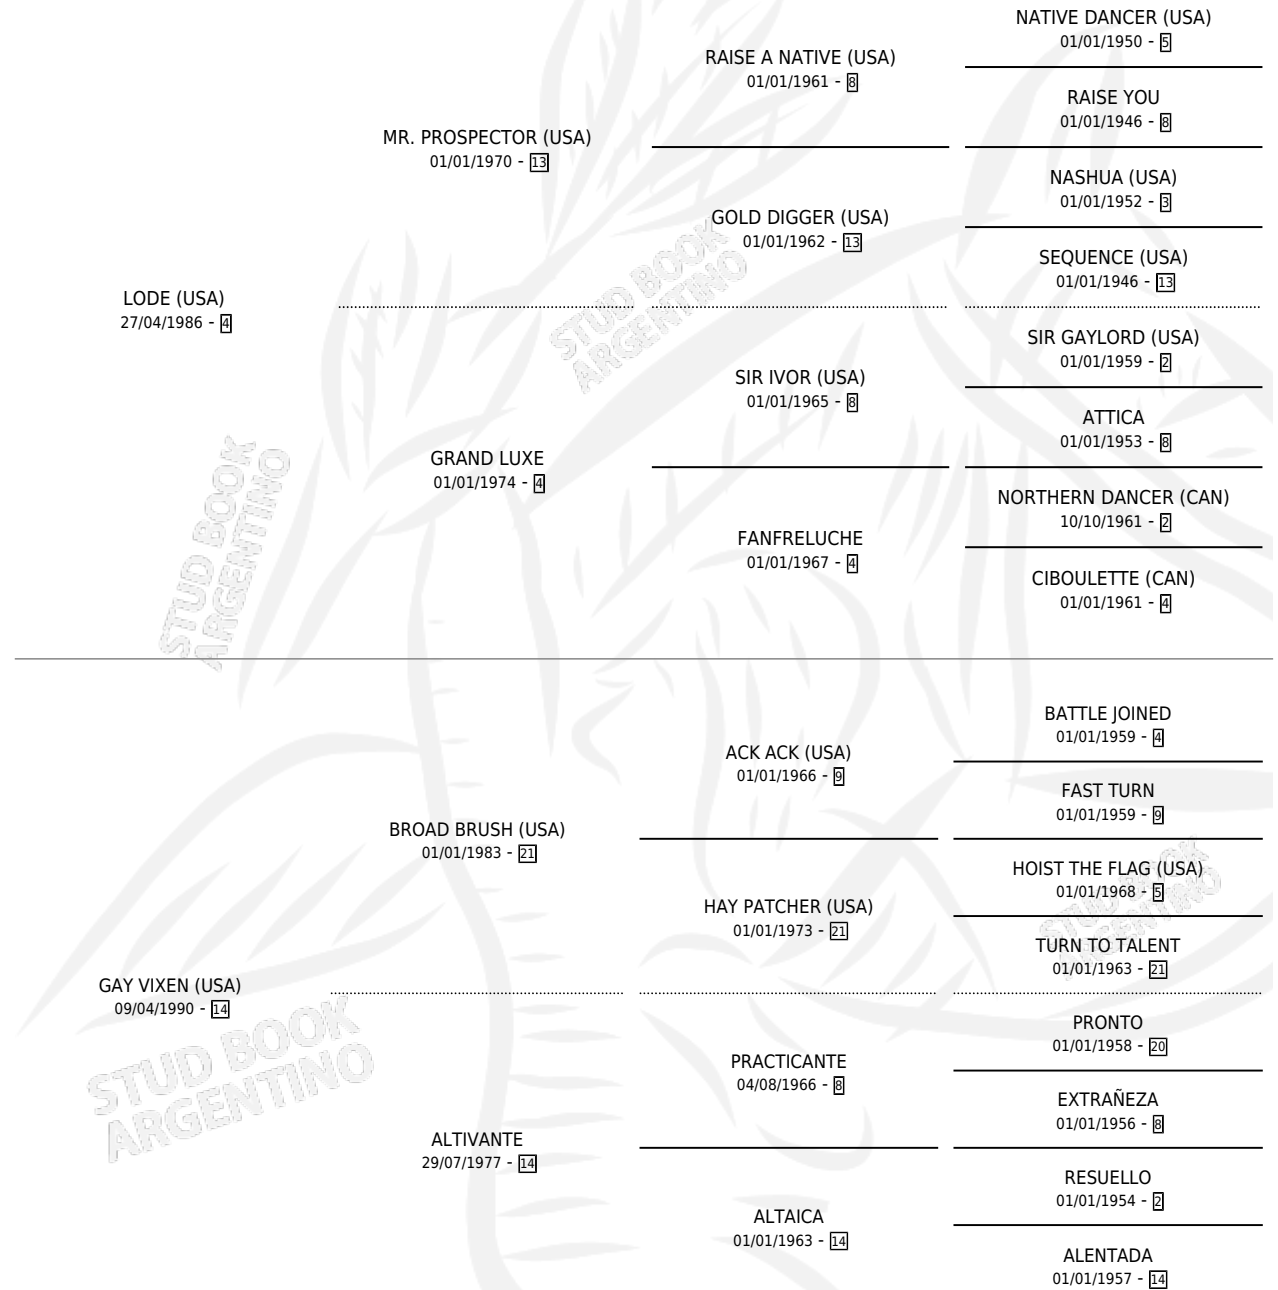 NATIVE DANCER (USA)
01/01/1950 - 5
RAISE A NATIVE (USA)
01/01/1961 - 8
RAISE YOU
01/01/1946 - 8
MR. PROSPECTOR (USA)
01/01/1970 - 13
NASHUA (USA)
01/01/1952 - 3
GOLD DIGGER (USA)
01/01/1962 - 13
SEQUENCE (USA)
01/01/1946 - 13
LODE (USA)
27/04/1986 - 4
SIR GAYLORD (USA)
01/01/1959 - 2
SIR IVOR (USA)
01/01/1965 - 8
ATTICA
01/01/1953 - 8
GRAND LUXE
01/01/1974 - 4
NORTHERN DANCER (CAN)
10/10/1961 - 2
FANFRELUCHE
01/01/1967 - 4
CIBOULETTE (CAN)
01/01/1961 - 4
BATTLE JOINED
01/01/1959 - 4
ACK ACK (USA)
01/01/1966 - 9
FAST TURN
01/01/1959 - 9
BROAD BRUSH (USA)
01/01/1983 - 21
HOIST THE FLAG (USA)
01/01/1968 - 5
HAY PATCHER (USA)
01/01/1973 - 21
TURN TO TALENT
01/01/1963 - 21
GAY VIXEN (USA)
09/04/1990 - 14
PRONTO
01/01/1958 - 20
PRACTICANTE
04/08/1966 - 8
EXTRAÑEZA
01/01/1956 - 8
ALTIVANTE
29/07/1977 - 14
RESUELLO
01/01/1954 - 2
ALTAICA
01/01/1963 - 14
ALENTADA
01/01/1957 - 14
STUD BOOK
ARGENTINO
STUD BOOK
ARGENTINO
STUD BOOK
ARGENTINO
STUD BOOK
ARGENTINO